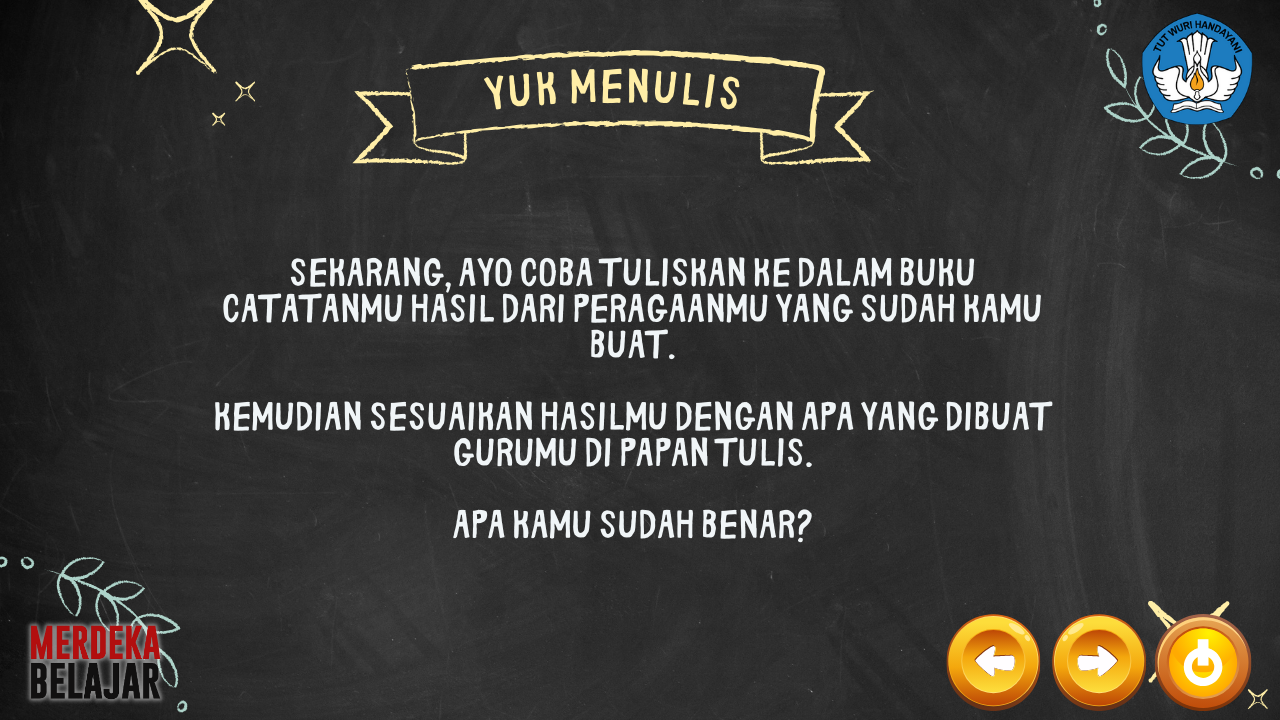 TUT WURI HANDAYANI
YUK MENULIS
SEKARANG, AYO COBA TULISKAN KE DALAM BUKU
CATATANMU HASIL DARI PERAGAANMU YANG SUDAH KAMU
BUAT.
KEMUDIAN SESUAIKAN HASILMU DENGAN APA YANG DIBUAT
GURUMU DI PAPAN TULIS.
APA KAMU SUDAH BENAR?
MERDEKA
BELAJAR